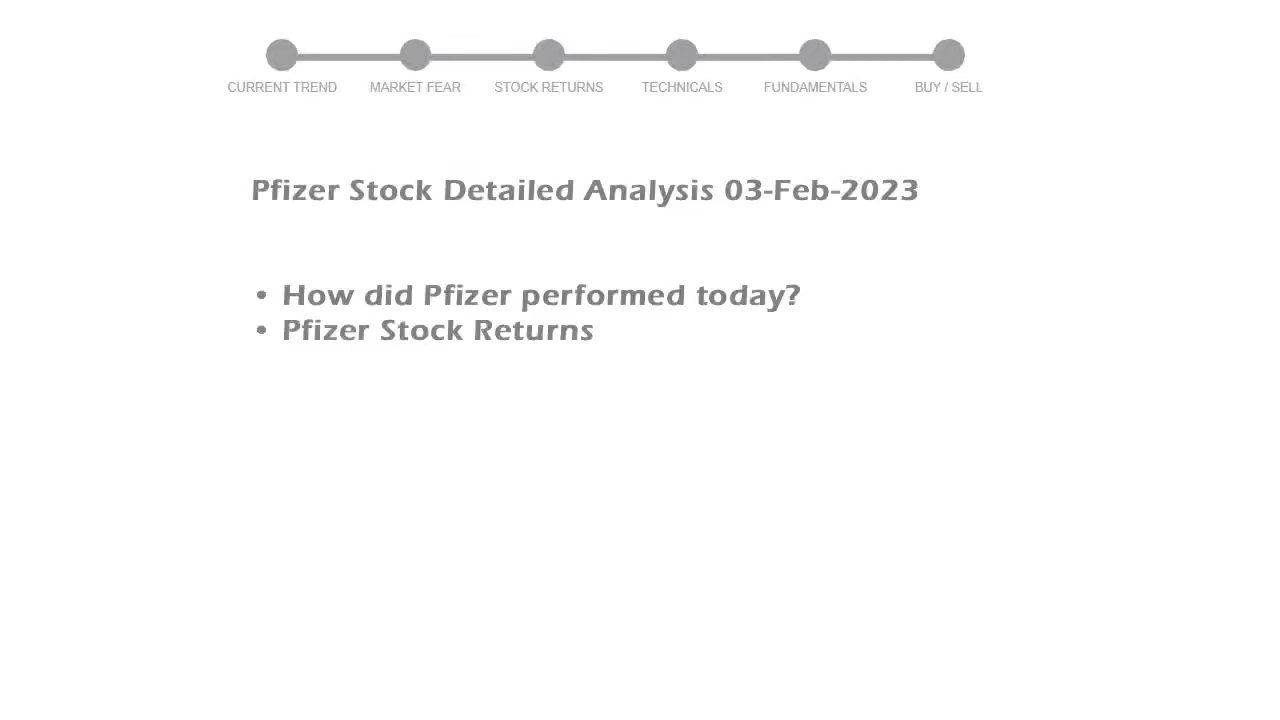 CURRENT TREND MARKET FEAR STOCK RETURNS TECHNICALS FUNDAMENTALS BUY / SELL
Pfizer Stock Detailed Analysis 03-Feb-2023
• How did Pfizer performed today?
• Pfizer Stock Returns